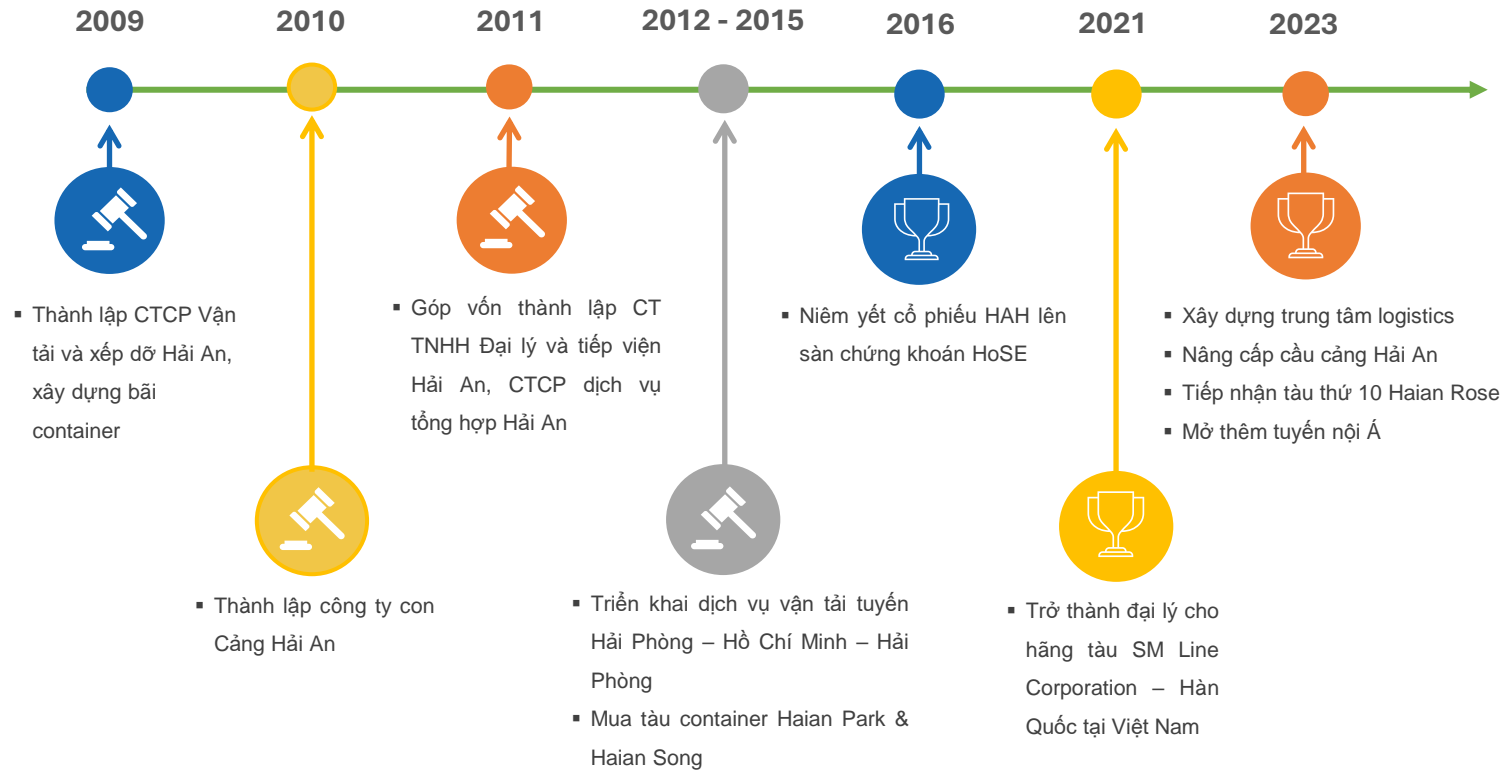 2009
2010
2011
2012 - 2015
2016
2021
2023
▪ Thành lập CTCP Vận
tải và xếp dỡ Hải An,
xây dựng bãi
container
▪ Thành lập công ty con
Cảng Hải An
▪ Góp vốn thành lập CT
TNHH Đại lý và tiếp viện
Hải An, CTCP dịch vụ
tổng hợp Hải An
▪ Triển khai dịch vụ vận tải tuyến
Hải Phòng – Hồ Chí Minh – Hải
Phòng
▪ Mua tàu container Haian Park &
Haian Song
▪ Niêm yết cổ phiếu HAH lên
sàn chứng khoán HoSE
▪ Trở thành đại lý cho
hãng tàu SM Line
Corporation – Hàn
Quốc tại Việt Nam
▪ Xây dựng trung tâm logistics
▪ Nâng cấp cầu cảng Hải An
▪ Tiếp nhận tàu thứ 10 Haian Rose
▪ Mở thêm tuyến nội Á